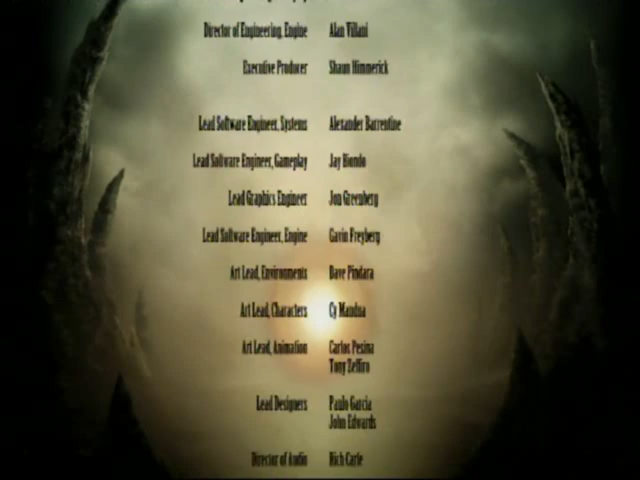 Director of Engineering, Engine Alan Villani
Executive Producer Shaun Himmerick
Lead Software Engineer, Systems Alexander Barrentine
Lead Software Engineer, Gameplay Jay Biondo
Lead Graphics Engineer Jon Greenberg
Lead Software Engineer, Engine Gavin Freyberg
Art Lead, Environments Dave Pindara
Art Lead, Characters Cy Mandua
Art Lead, Animation Carlos Pesina
Tony Zeffiro
Lead Designers Paulo Garcia
John Edwards
Director of Audio Rich Carle